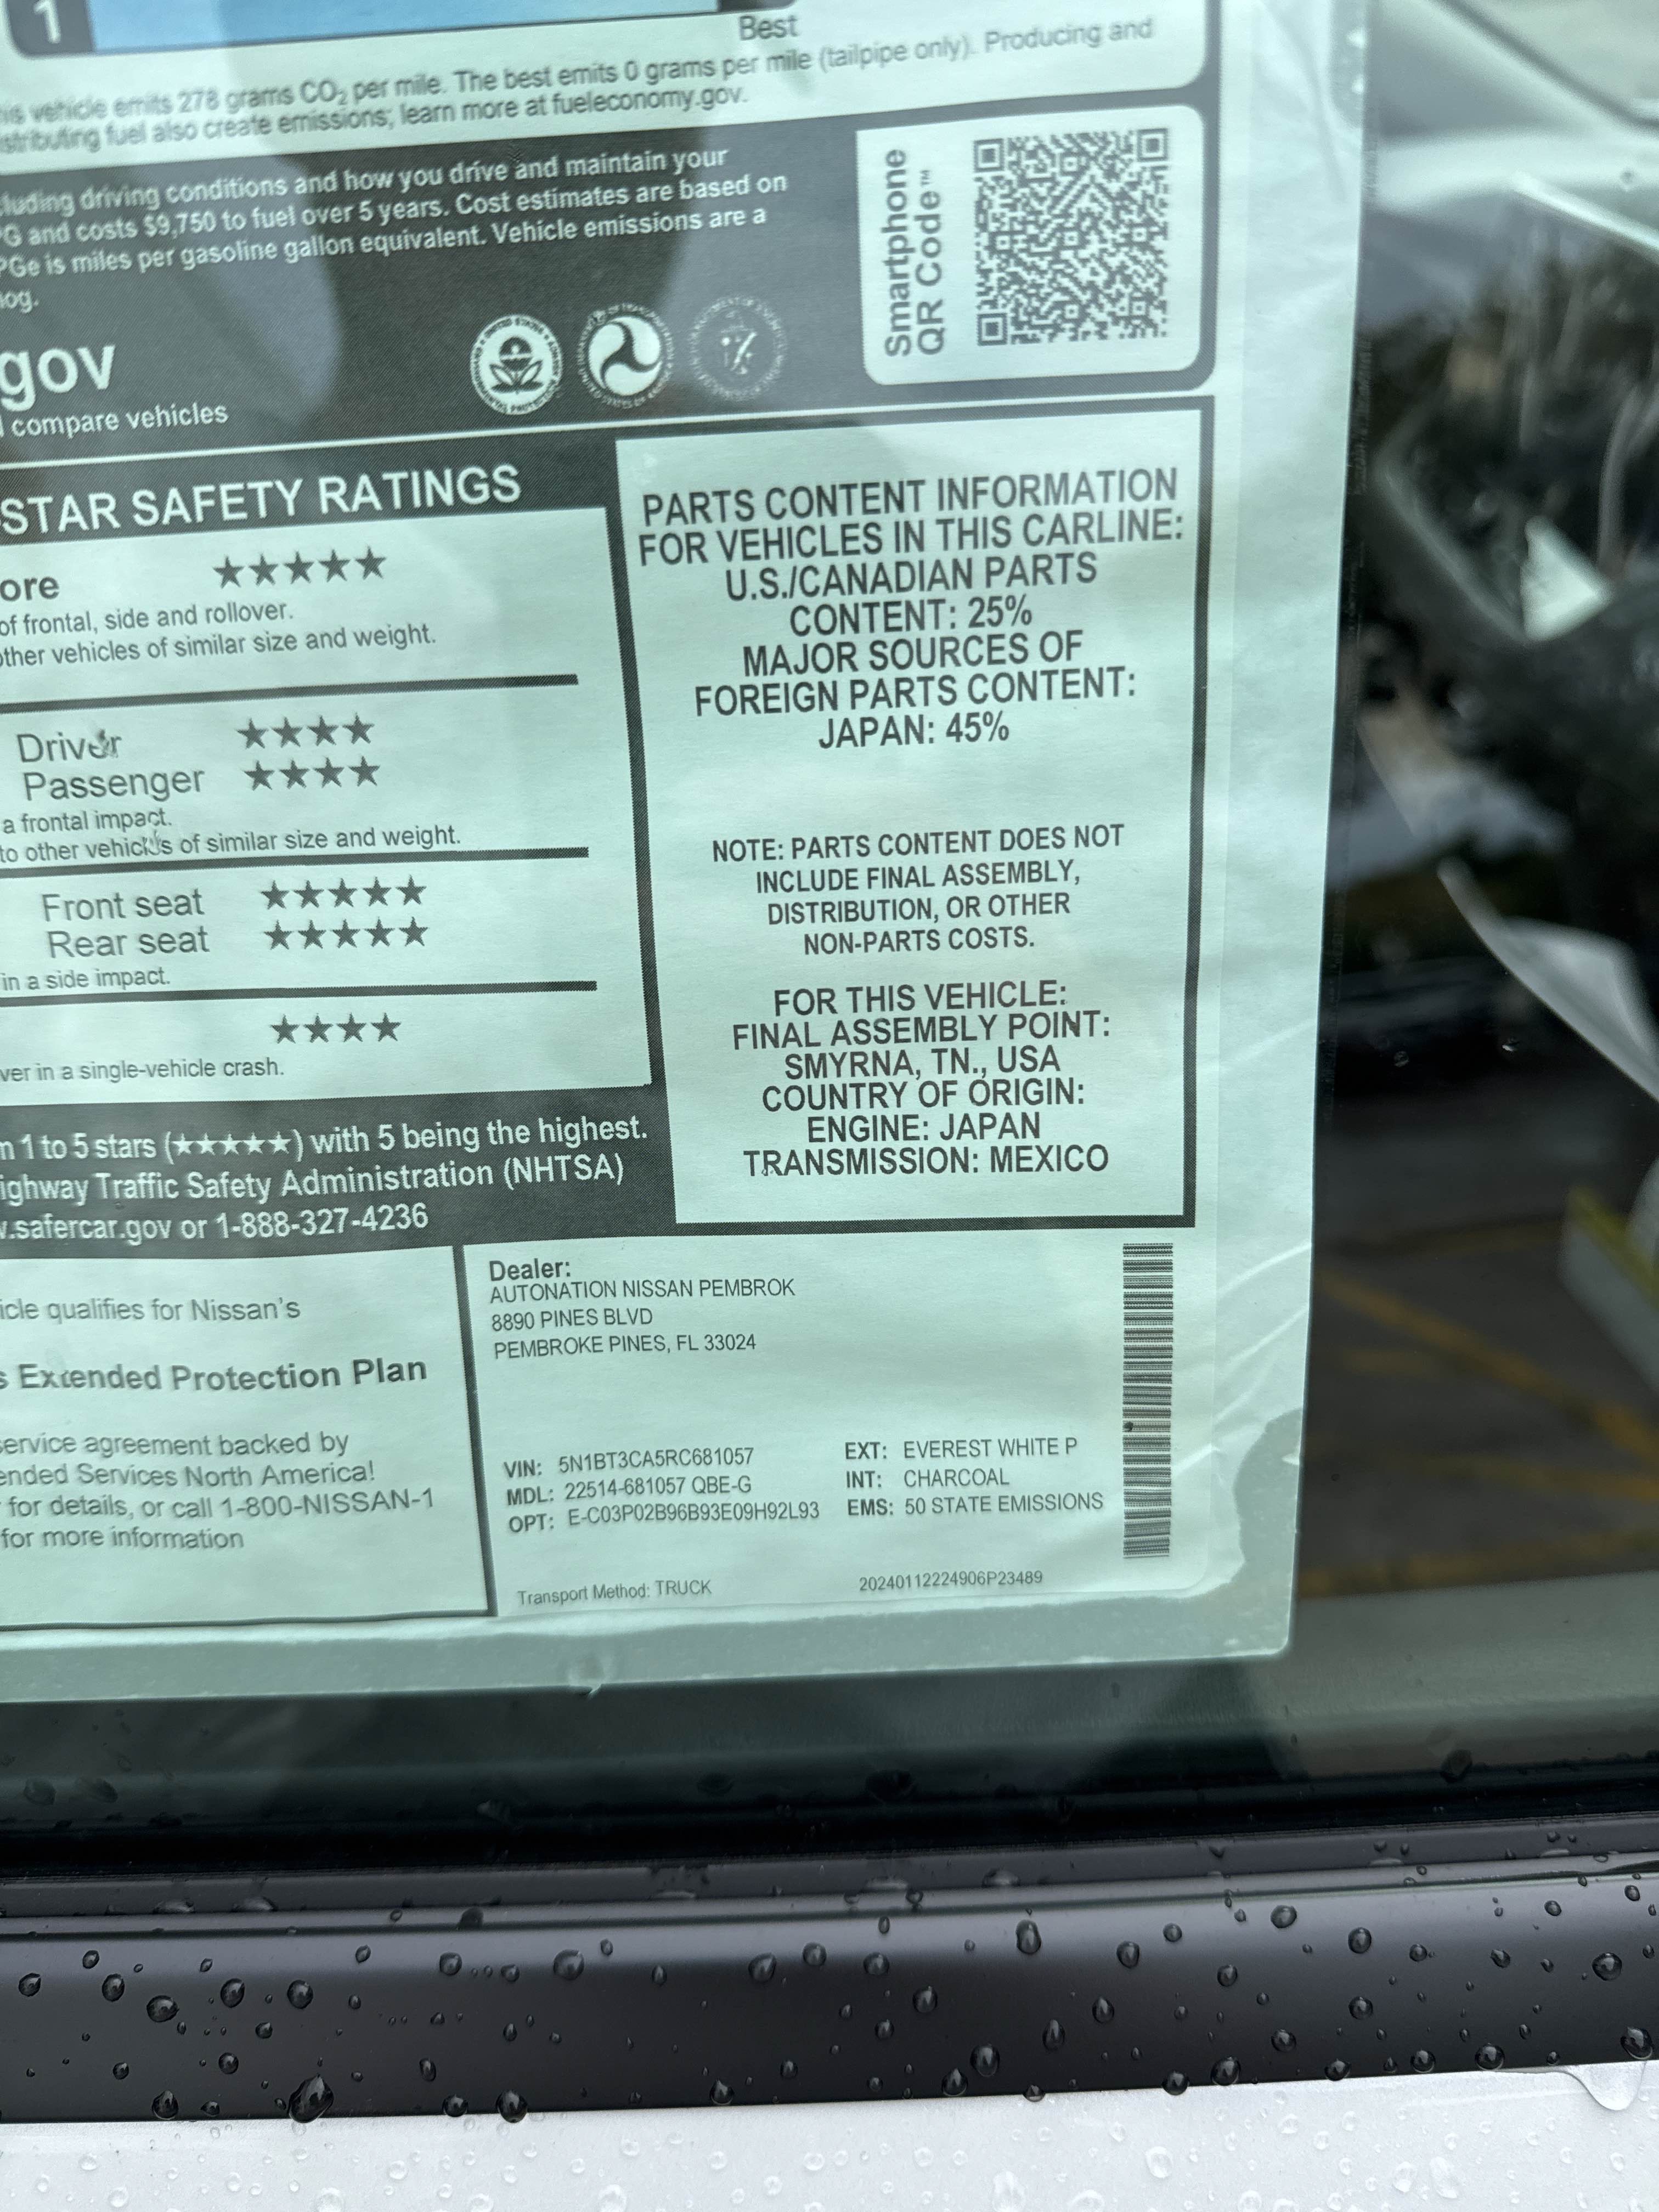 1
Best
his vehicle emits 278 grams CO₂ per mile. The best emits 0 grams per mile (tailpipe only). Producing and
stributing fuel also create emissions; learn more at fueleconomy.gov.
cluding driving conditions and how you drive and maintain your
PG and costs $9,750 to fuel over 5 years. Cost estimates are based on
PGe is miles per gasoline gallon equivalent. Vehicle emissions are a
mog.
Smartphone
QR Code™
gov
compare vehicles
STAR SAFETY RATINGS
ore ★★★★★
of frontal, side and rollover.
other vehicles of similar size and weight.
Driver ★★★★
Passenger ★★★★
a frontal impact.
to other vehicles of similar size and weight.
Front seat ★★★★★
Rear seat ★★★★★
in a side impact.
★★★★
ver in a single-vehicle crash.
m 1 to 5 stars (★★★★★) with 5 being the highest.
ighway Traffic Safety Administration (NHTSA)
w.safercar.gov or 1-888-327-4236
PARTS CONTENT INFORMATION
FOR VEHICLES IN THIS CARLINE:
U.S./CANADIAN PARTS
CONTENT: 25%
MAJOR SOURCES OF
FOREIGN PARTS CONTENT:
JAPAN: 45%
NOTE: PARTS CONTENT DOES NOT
INCLUDE FINAL ASSEMBLY,
DISTRIBUTION, OR OTHER
NON-PARTS COSTS.
FOR THIS VEHICLE:
FINAL ASSEMBLY POINT:
SMYRNA, TN., USA
COUNTRY OF ORIGIN:
ENGINE: JAPAN
TRANSMISSION: MEXICO
icle qualifies for Nissan's
s Extended Protection Plan
service agreement backed by
ended Services North America!
for details, or call 1-800-NISSAN-1
for more information
Dealer:
AUTONATION NISSAN PEMBROK
8890 PINES BLVD
PEMBROKE PINES, FL 33024
VIN: 5N1BT3CA5RC681057
MDL: 22514-681057 QBE-G
OPT: E-C03P02B96B93E09H92L93
EXT: EVEREST WHITE P
INT: CHARCOAL
EMS: 50 STATE EMISSIONS
Transport Method: TRUCK
20240112224906P23489